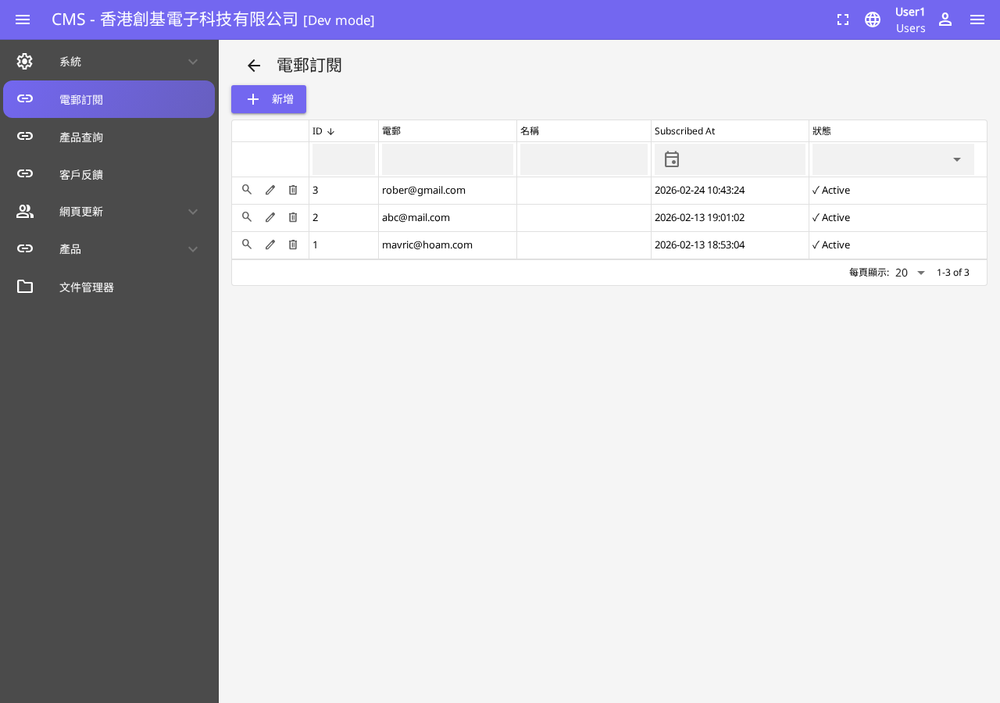 CMS - 香港創基電子科技有限公司 [Dev mode]
User1
Users
系統
電郵訂閱
產品查詢
客戶反饋
網頁更新
產品
文件管理器
電郵訂閱
新增
ID 電郵 名稱 Subscribed At 狀態
3 rober@gmail.com 2026-02-24 10:43:24 ✓ Active
2 abc@mail.com 2026-02-13 19:01:02 ✓ Active
1 mavric@hoam.com 2026-02-13 18:53:04 ✓ Active
每頁顯示: 20 1-3 of 3